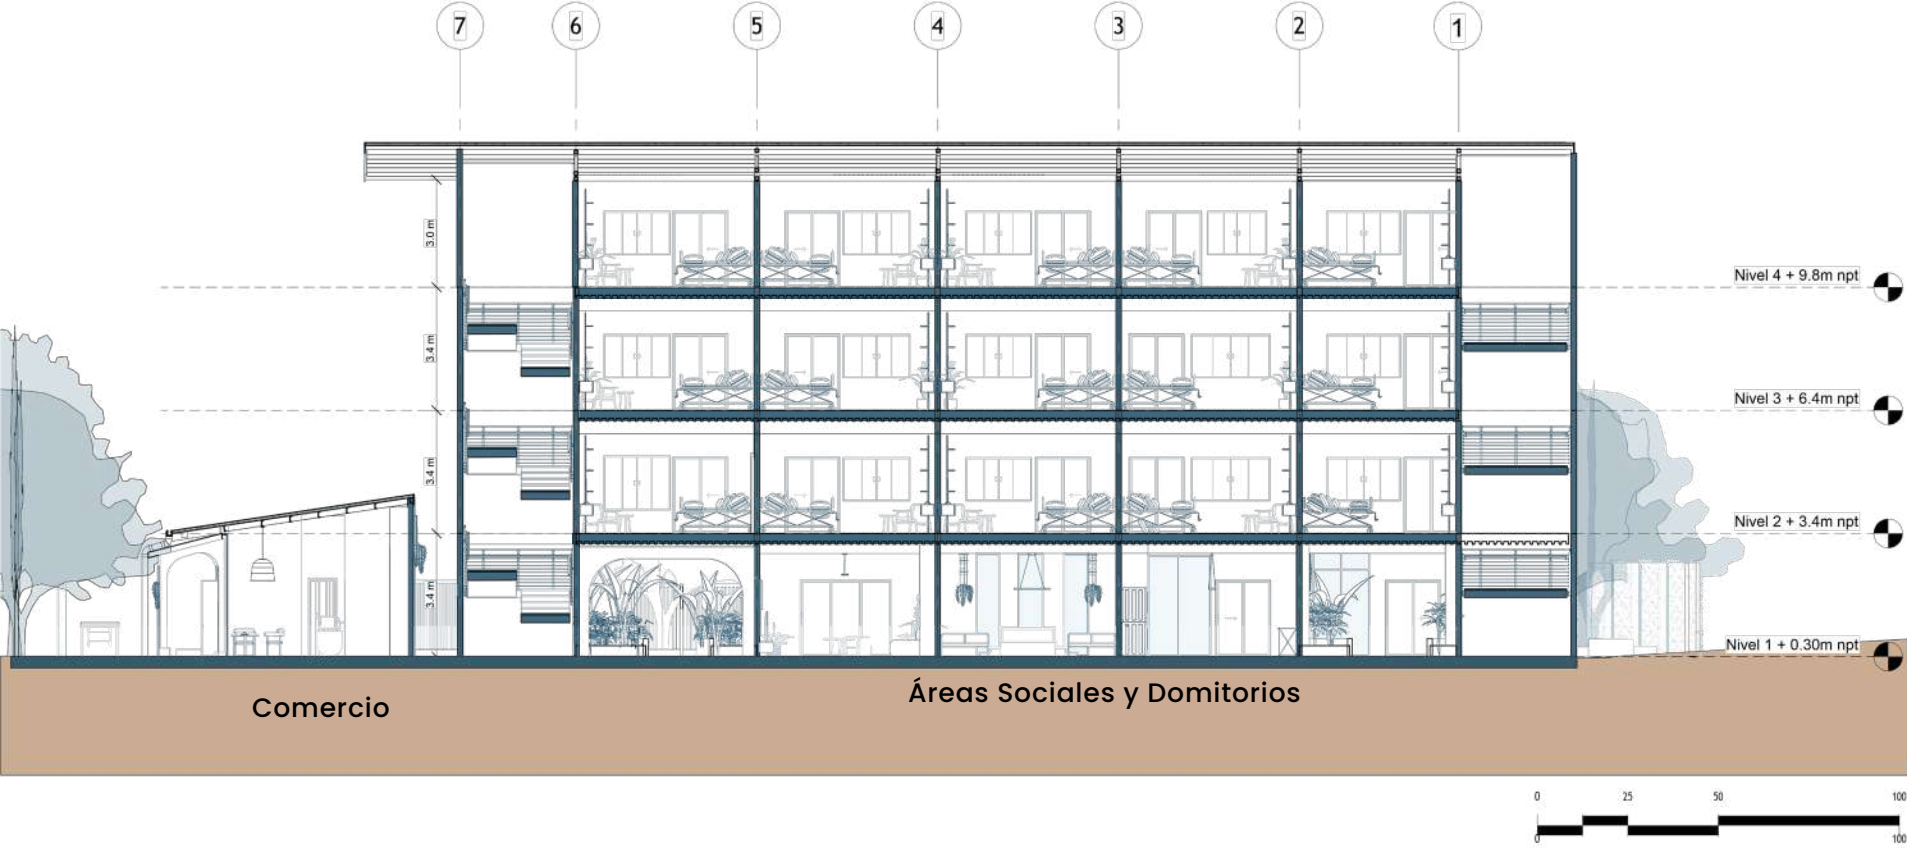 7 6 5 4 3 2 1
3.0 m
Nivel 4 + 9.8m npt
3.4 m
Nivel 3 + 6.4m npt
3.4 m
Nivel 2 + 3.4m npt
3.4 m
Nivel 1 + 0.30m npt
Áreas Sociales y Domitorios
Comercio
0 25 50 100
0 100